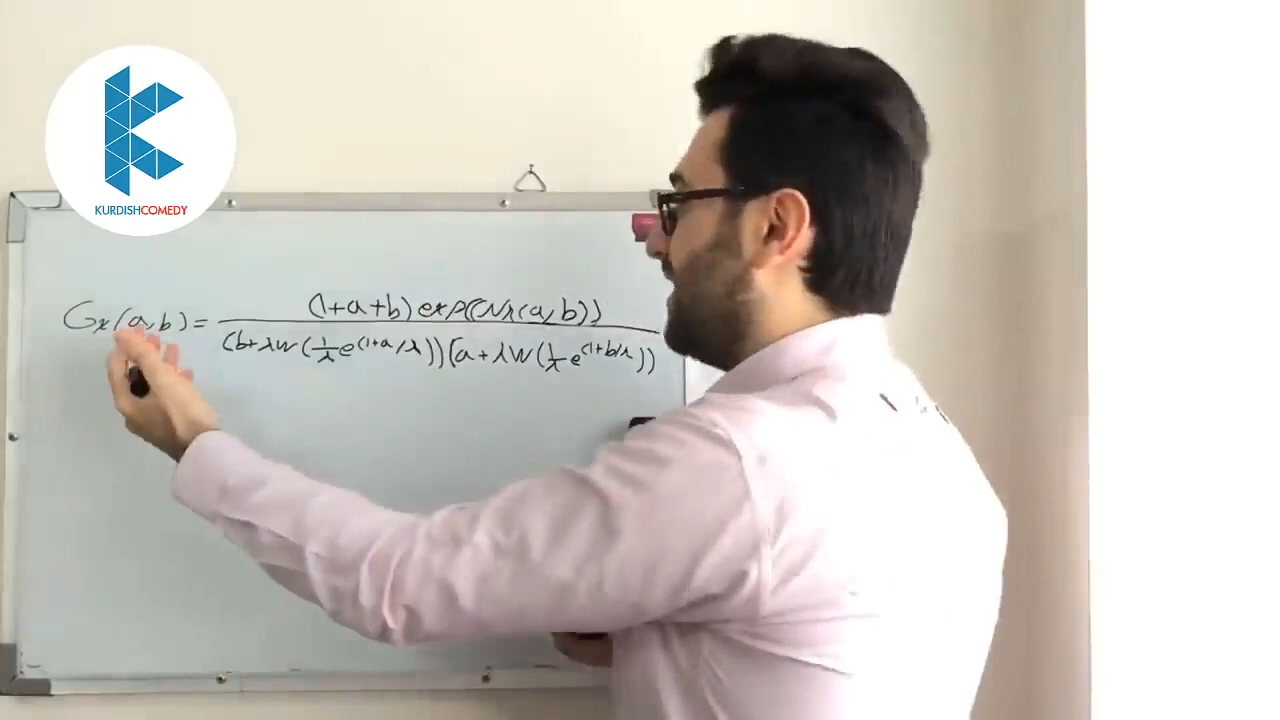 KURDISHCOMEDY
Gx(a,b) = (1+a+b) exp((Nλ(a,b))
(b+λW(1/λ e^(1+a/λ))(a+λW(1/λ e^(1+b/λ))